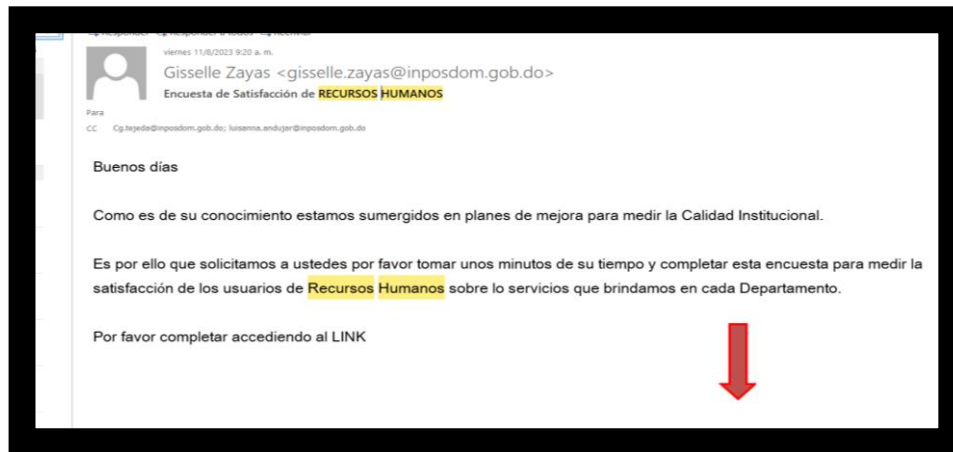 Responder Responder a todos Reenviar
viernes 11/8/2023 9:20 a. m.
Gisselle Zayas <gisselle.zayas@inposdom.gob.do>
Encuesta de Satisfacción de RECURSOS HUMANOS
Para
CC Cg.tejeda@inposdom.gob.do; luisanna.andujar@inposdom.gob.do
Buenos días
Como es de su conocimiento estamos sumergidos en planes de mejora para medir la Calidad Institucional.
Es por ello que solicitamos a ustedes por favor tomar unos minutos de su tiempo y completar esta encuesta para medir la
satisfacción de los usuarios de Recursos Humanos sobre lo servicios que brindamos en cada Departamento.
Por favor completar accediendo al LINK